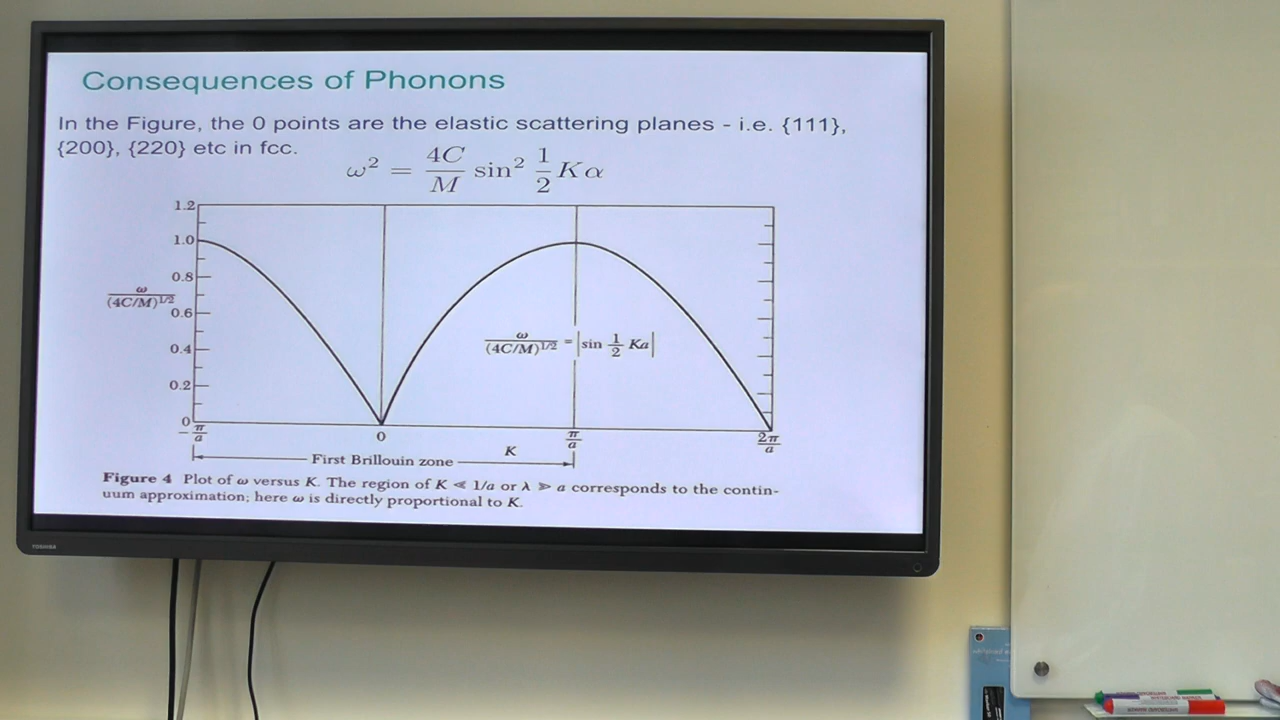 Consequences of Phonons
In the Figure, the 0 points are the elastic scattering planes - i.e. {111},
{200}, {220} etc in fcc.
ω² = 4C/M sin² 1/2 Kα
1.2
1.0
0.8
ω/(4C/M)^1/2
0.6
ω/(4C/M)^1/2 = |sin 1/2 Ka|
0.4
0.2
0
−π/a
0
K
π/a
2π/a
First Brillouin zone
Figure 4 Plot of ω versus K. The region of K ≪ 1/a or λ ≫ a corresponds to the contin-
uum approximation; here ω is directly proportional to K.
TOSHIBA